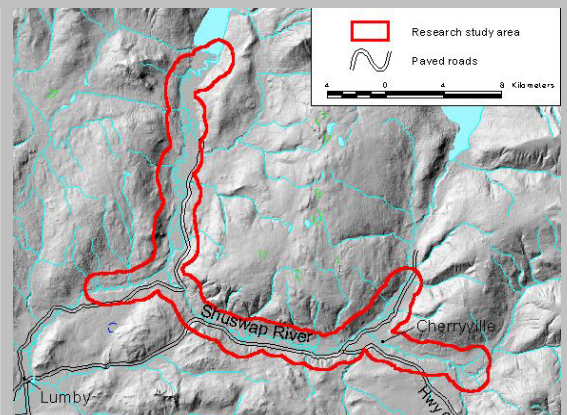 Research study area
Paved roads
4 0 4 8 Kilometers
Shuswap River
Cherryville
Lumby
Hwy